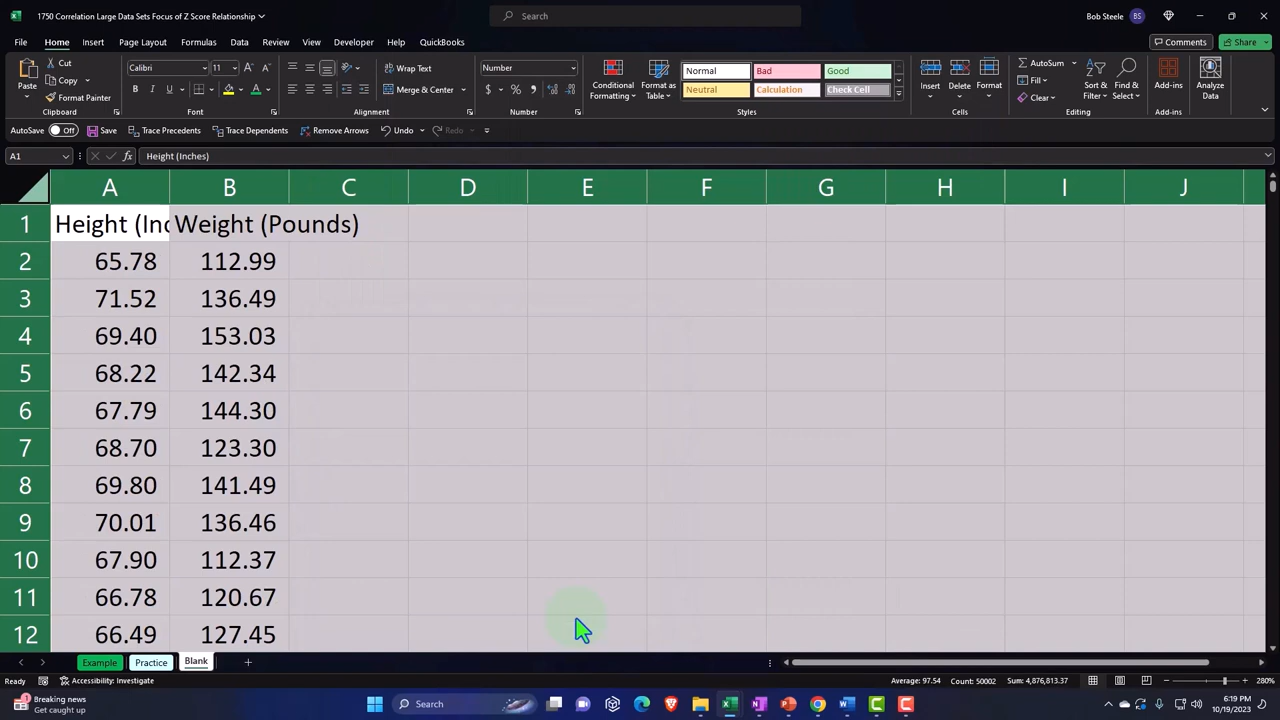 1750 Correlation Large Data Sets Focus of Z Score Relationship
Search
Bob Steele BS
File Home Insert Page Layout Formulas Data Review View Developer Help QuickBooks
Comments Share
Paste
Cut
Copy
Format Painter
Clipboard
Calibri 11
B I U
Font
Wrap Text
Merge & Center
Alignment
Number
$ % ,
Number
Conditional Formatting
Format as Table
Normal Bad Good
Neutral Calculation Check Cell
Styles
Insert Delete Format
Cells
AutoSum
Fill
Clear
Sort & Filter
Find & Select
Editing
Add-ins
Add-ins
Analyze Data
AutoSave Off Save Trace Precedents Trace Dependents Remove Arrows Undo
A1 fx Height (Inches)
A B C D E F G H I J
1 Height (Inc Weight (Pounds)
2 65.78 112.99
3 71.52 136.49
4 69.40 153.03
5 68.22 142.34
6 67.79 144.30
7 68.70 123.30
8 69.80 141.49
9 70.01 136.46
10 67.90 112.37
11 66.78 120.67
12 66.49 127.45
Example Practice Blank
Ready Accessibility: Investigate Average: 97.54 Count: 50002 Sum: 4,876,813.37 280%
Breaking news
Get caught up
Search
6:19 PM
10/19/2023